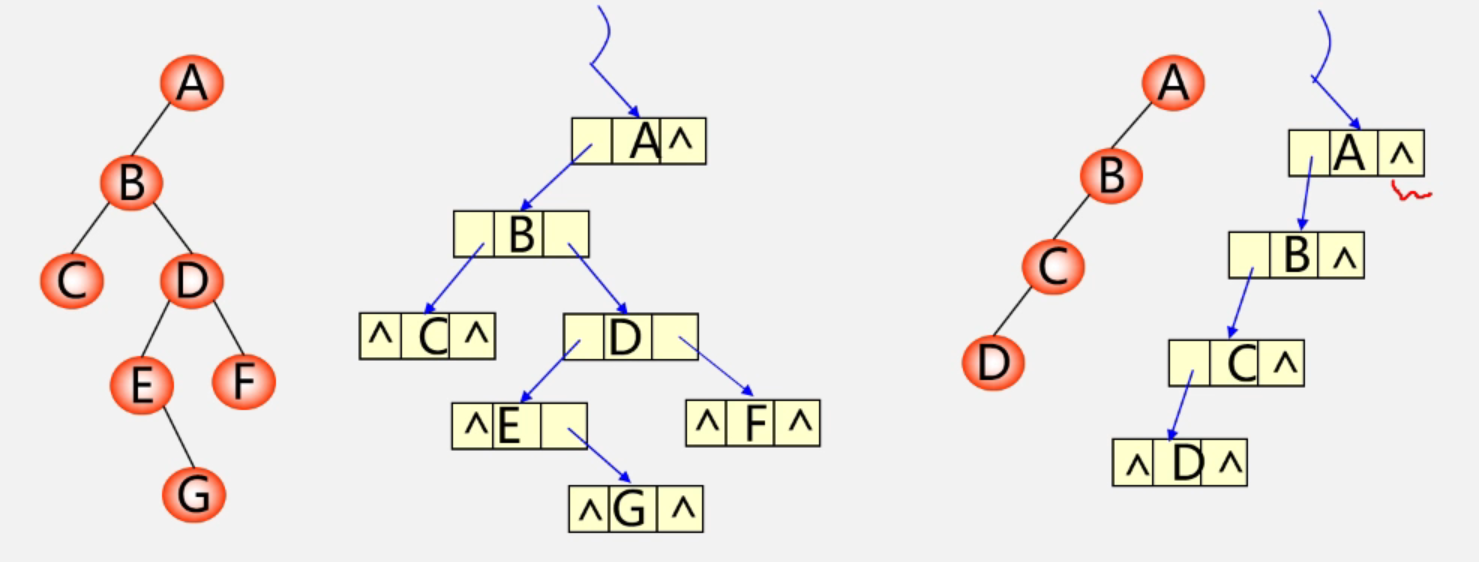 A
B
C D
E F
G
A ^
B
^ C ^ D
^ E ^ F ^
^ G ^
A
B
C
D
A ^
B ^
C ^
^ D ^